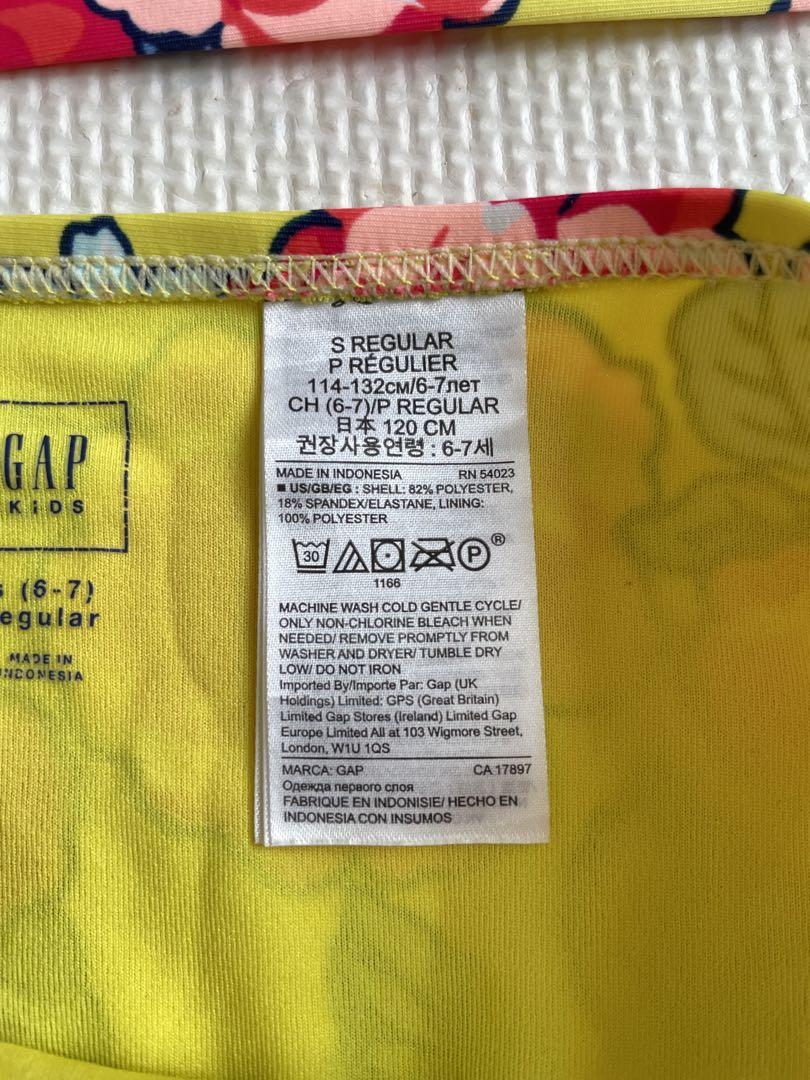 GAP
KIDS
(6-7)
egular
MADE IN
INDONESIA
S REGULAR
P RÉGULIER
114-132см/6-7лет
CH (6-7)/P REGULAR
日本 120 CM
권장사용연령 : 6-7세
MADE IN INDONESIA RN 54023
■ US/GB/EG : SHELL: 82% POLYESTER,
18% SPANDEX/ELASTANE, LINING:
100% POLYESTER
30 P ®
1166
MACHINE WASH COLD GENTLE CYCLE/
ONLY NON-CHLORINE BLEACH WHEN
NEEDED/ REMOVE PROMPTLY FROM
WASHER AND DRYER/ TUMBLE DRY
LOW/ DO NOT IRON
Imported By/Importe Par: Gap (UK
Holdings) Limited: GPS (Great Britain)
Limited Gap Stores (Ireland) Limited Gap
Europe Limited All at 103 Wigmore Street,
London, W1U 1QS
MARCA: GAP CA 17897
Одежда первого слоя
FABRIQUE EN INDONISIE/ HECHO EN
INDONESIA CON INSUMOS